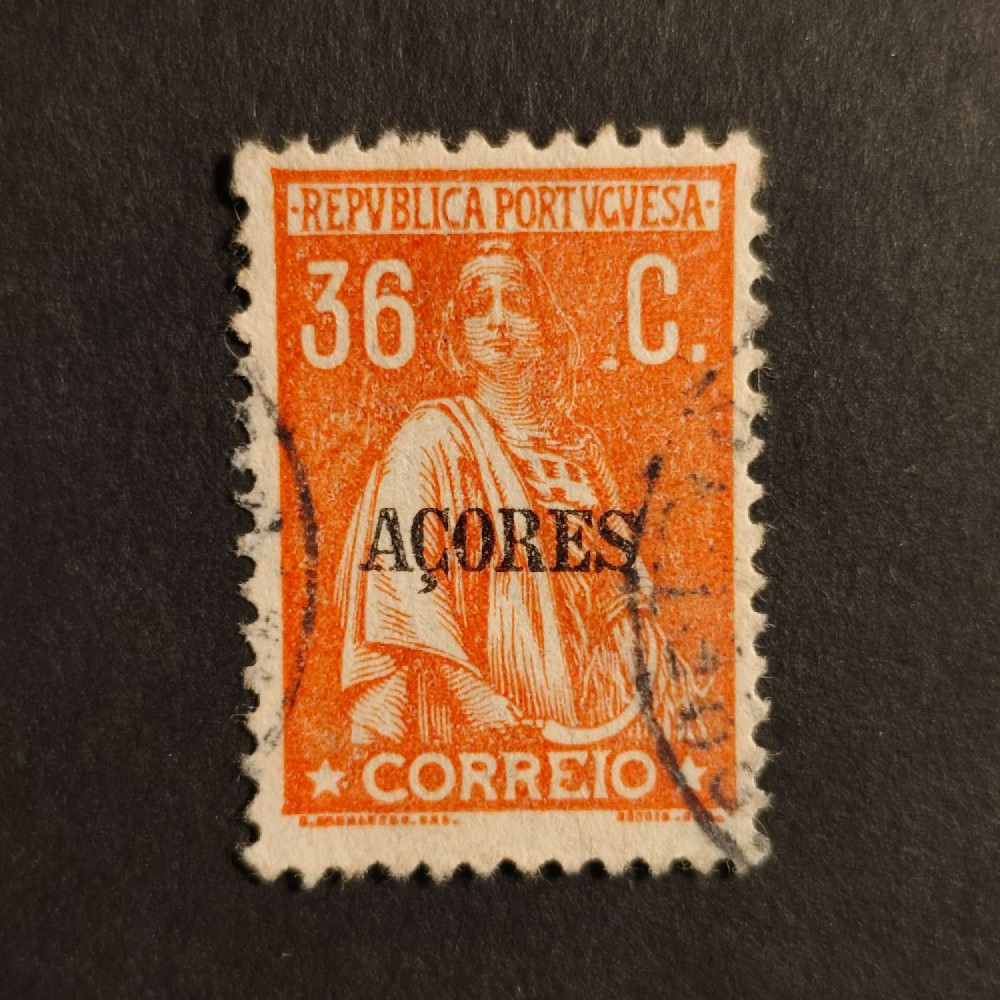 ·REPVBLICA PORTVGVESA·
36 C.
AÇORES
★ CORREIO ★